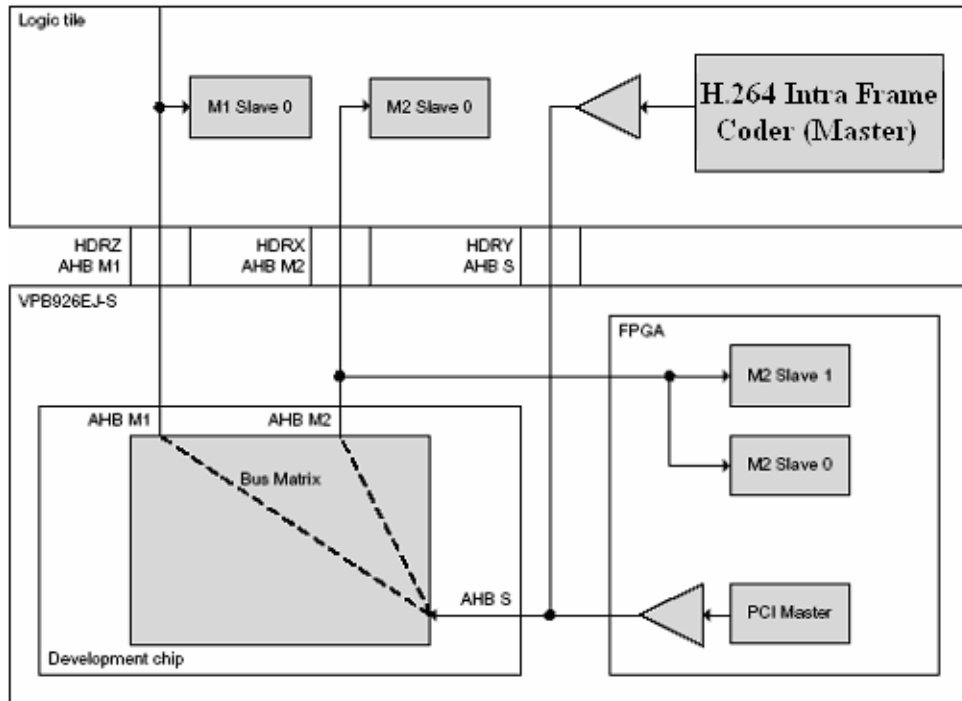 Logic tile
M1 Slave 0
M2 Slave 0
H.264 Intra Frame
Coder (Master)
HDRZ
AHB M1
HDRX
AHB M2
HDRY
AHB S
VPB926EJ-S
FPGA
M2 Slave 1
AHB M1
AHB M2
M2 Slave 0
Bus Matrix
AHB S
PCI Master
Development chip